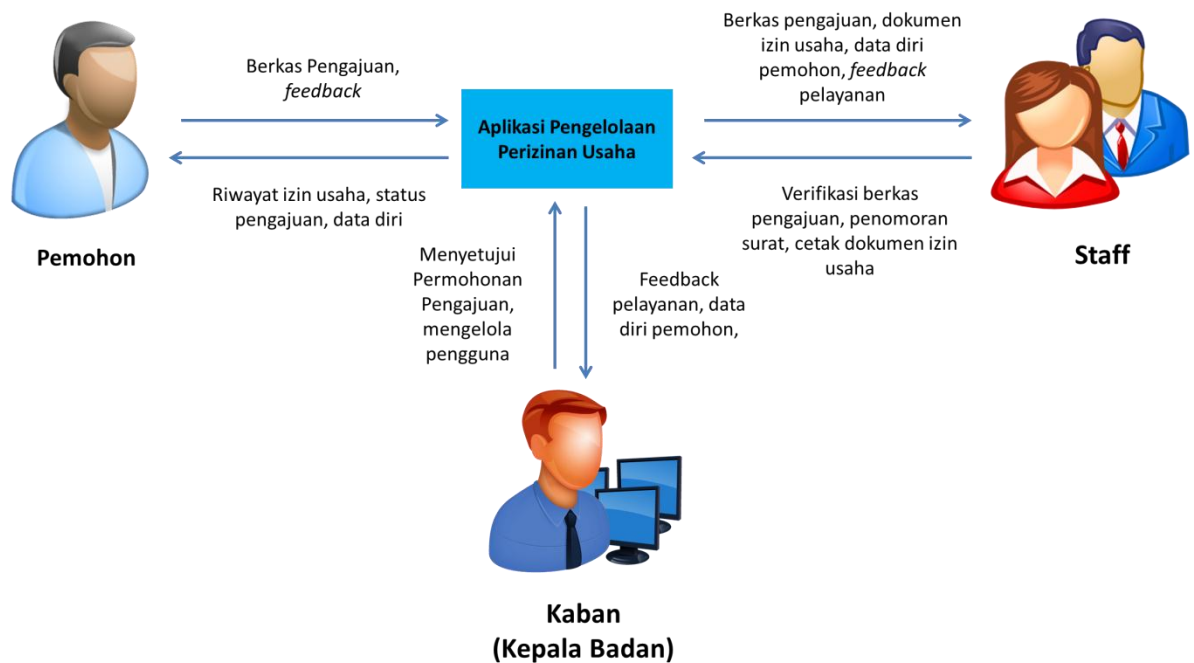 Berkas Pengajuan,
feedback
Aplikasi Pengelolaan
Perizinan Usaha
Berkas pengajuan, dokumen
izin usaha, data diri
pemohon, feedback
pelayanan
Riwayat izin usaha, status
pengajuan, data diri
Verifikasi berkas
pengajuan, penomoran
surat, cetak dokumen izin
usaha
Pemohon
Staff
Menyetujui
Permohonan
Pengajuan,
mengelola
pengguna
Feedback
pelayanan, data
diri pemohon,
Kaban
(Kepala Badan)